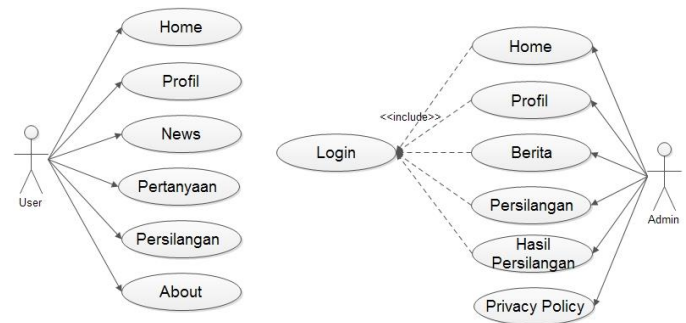 Home
Profil
News
Pertanyaan
Persilangan
About
User
Home
Profil
<<include>>
Login
Berita
Persilangan
Hasil
Persilangan
Privacy Policy
Admin